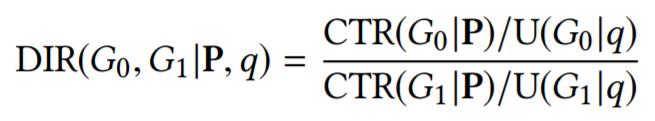 DIR(G₀, G₁|P, q) = CTR(G₀|P)/U(G₀|q)
CTR(G₁|P)/U(G₁|q)